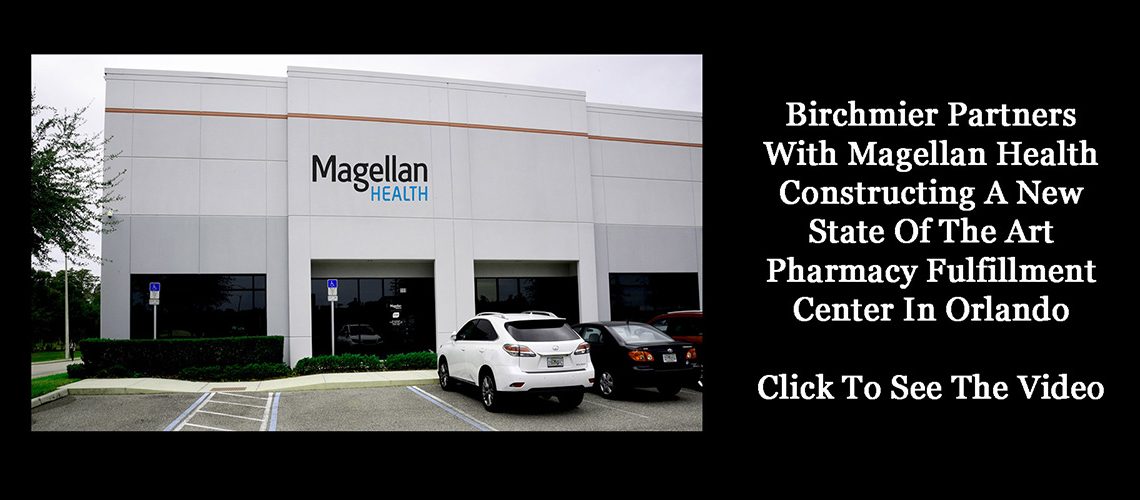 Magellan
HEALTH
Birchmier Partners
With Magellan Health
Constructing A New
State Of The Art
Pharmacy Fulfillment
Center In Orlando
Click To See The Video